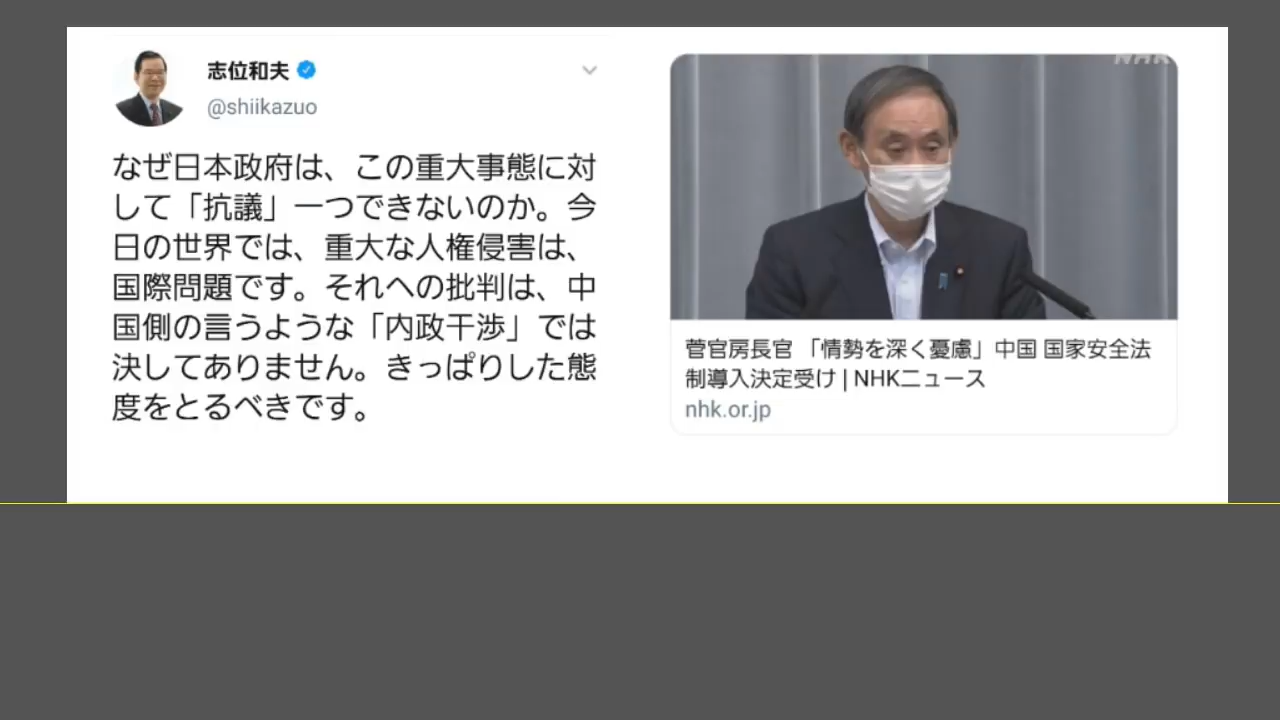 志位和夫
@shiikazuo
なぜ日本政府は、この重大事態に対
して「抗議」一つできないのか。今
日の世界では、重大な人権侵害は、
国際問題です。それへの批判は、中
国側の言うような「内政干渉」では
決してありません。きっぱりした態
度をとるべきです。
NHK
菅官房長官 「情勢を深く憂慮」中国 国家安全法
制導入決定受け | NHKニュース
nhk.or.jp